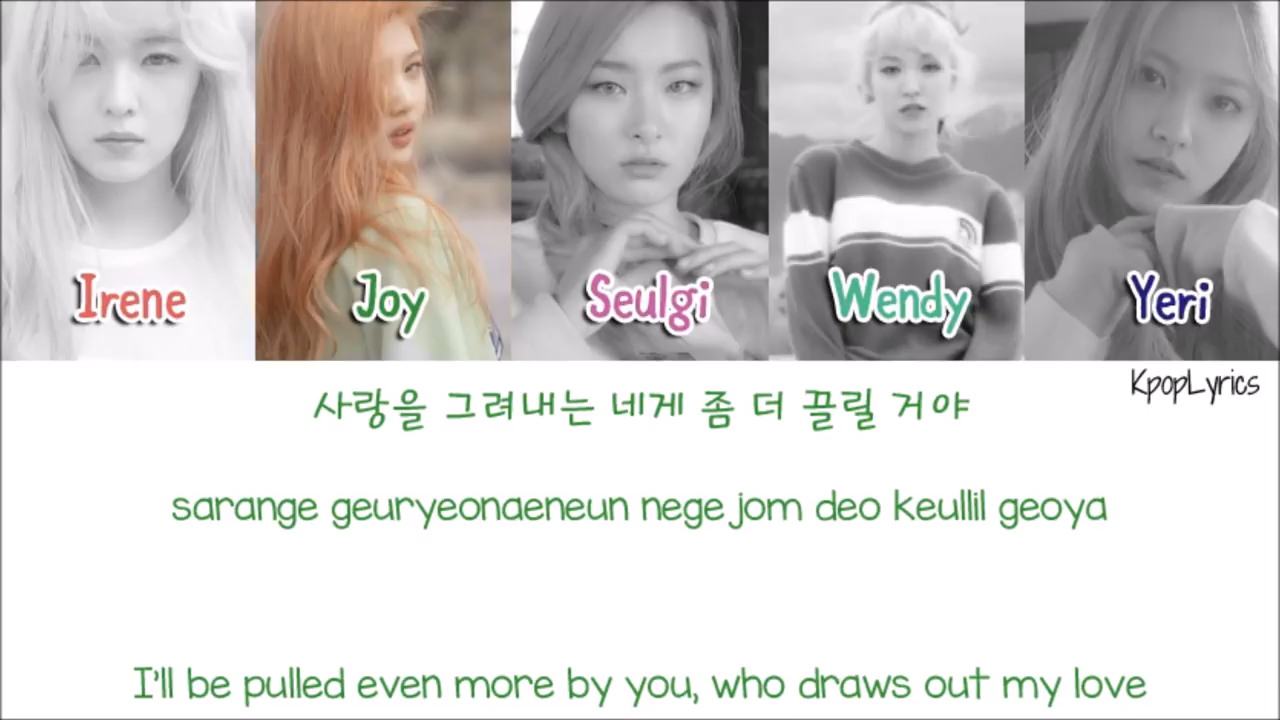 Irene
Joy
Seulgi
Wendy
Yeri
KpopLyrics
사랑을 그려내는 네게 좀 더 끌릴 거야
sarange geuryeonaeneun nege jom deo keullil geoya
I'll be pulled even more by you, who draws out my love